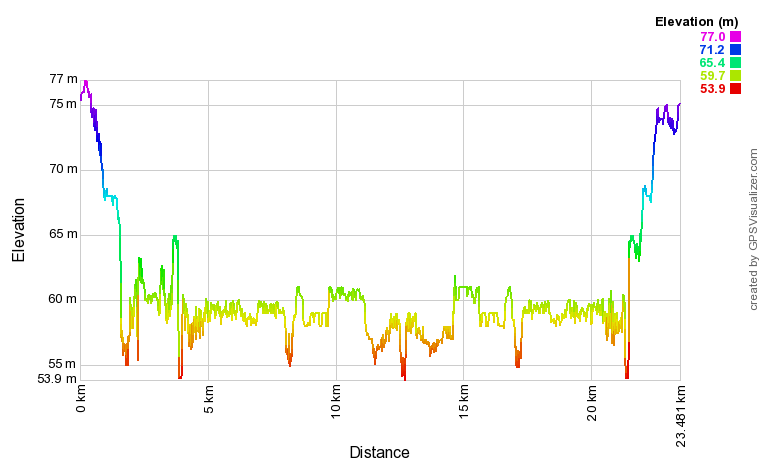 Elevation (m)
77.0
71.2
65.4
59.7
53.9
77 m
75 m
70 m
65 m
60 m
55 m
53.9 m
Elevation
0 km
5 km
10 km
15 km
20 km
23.481 km
Distance
created by GPSVisualizer.com